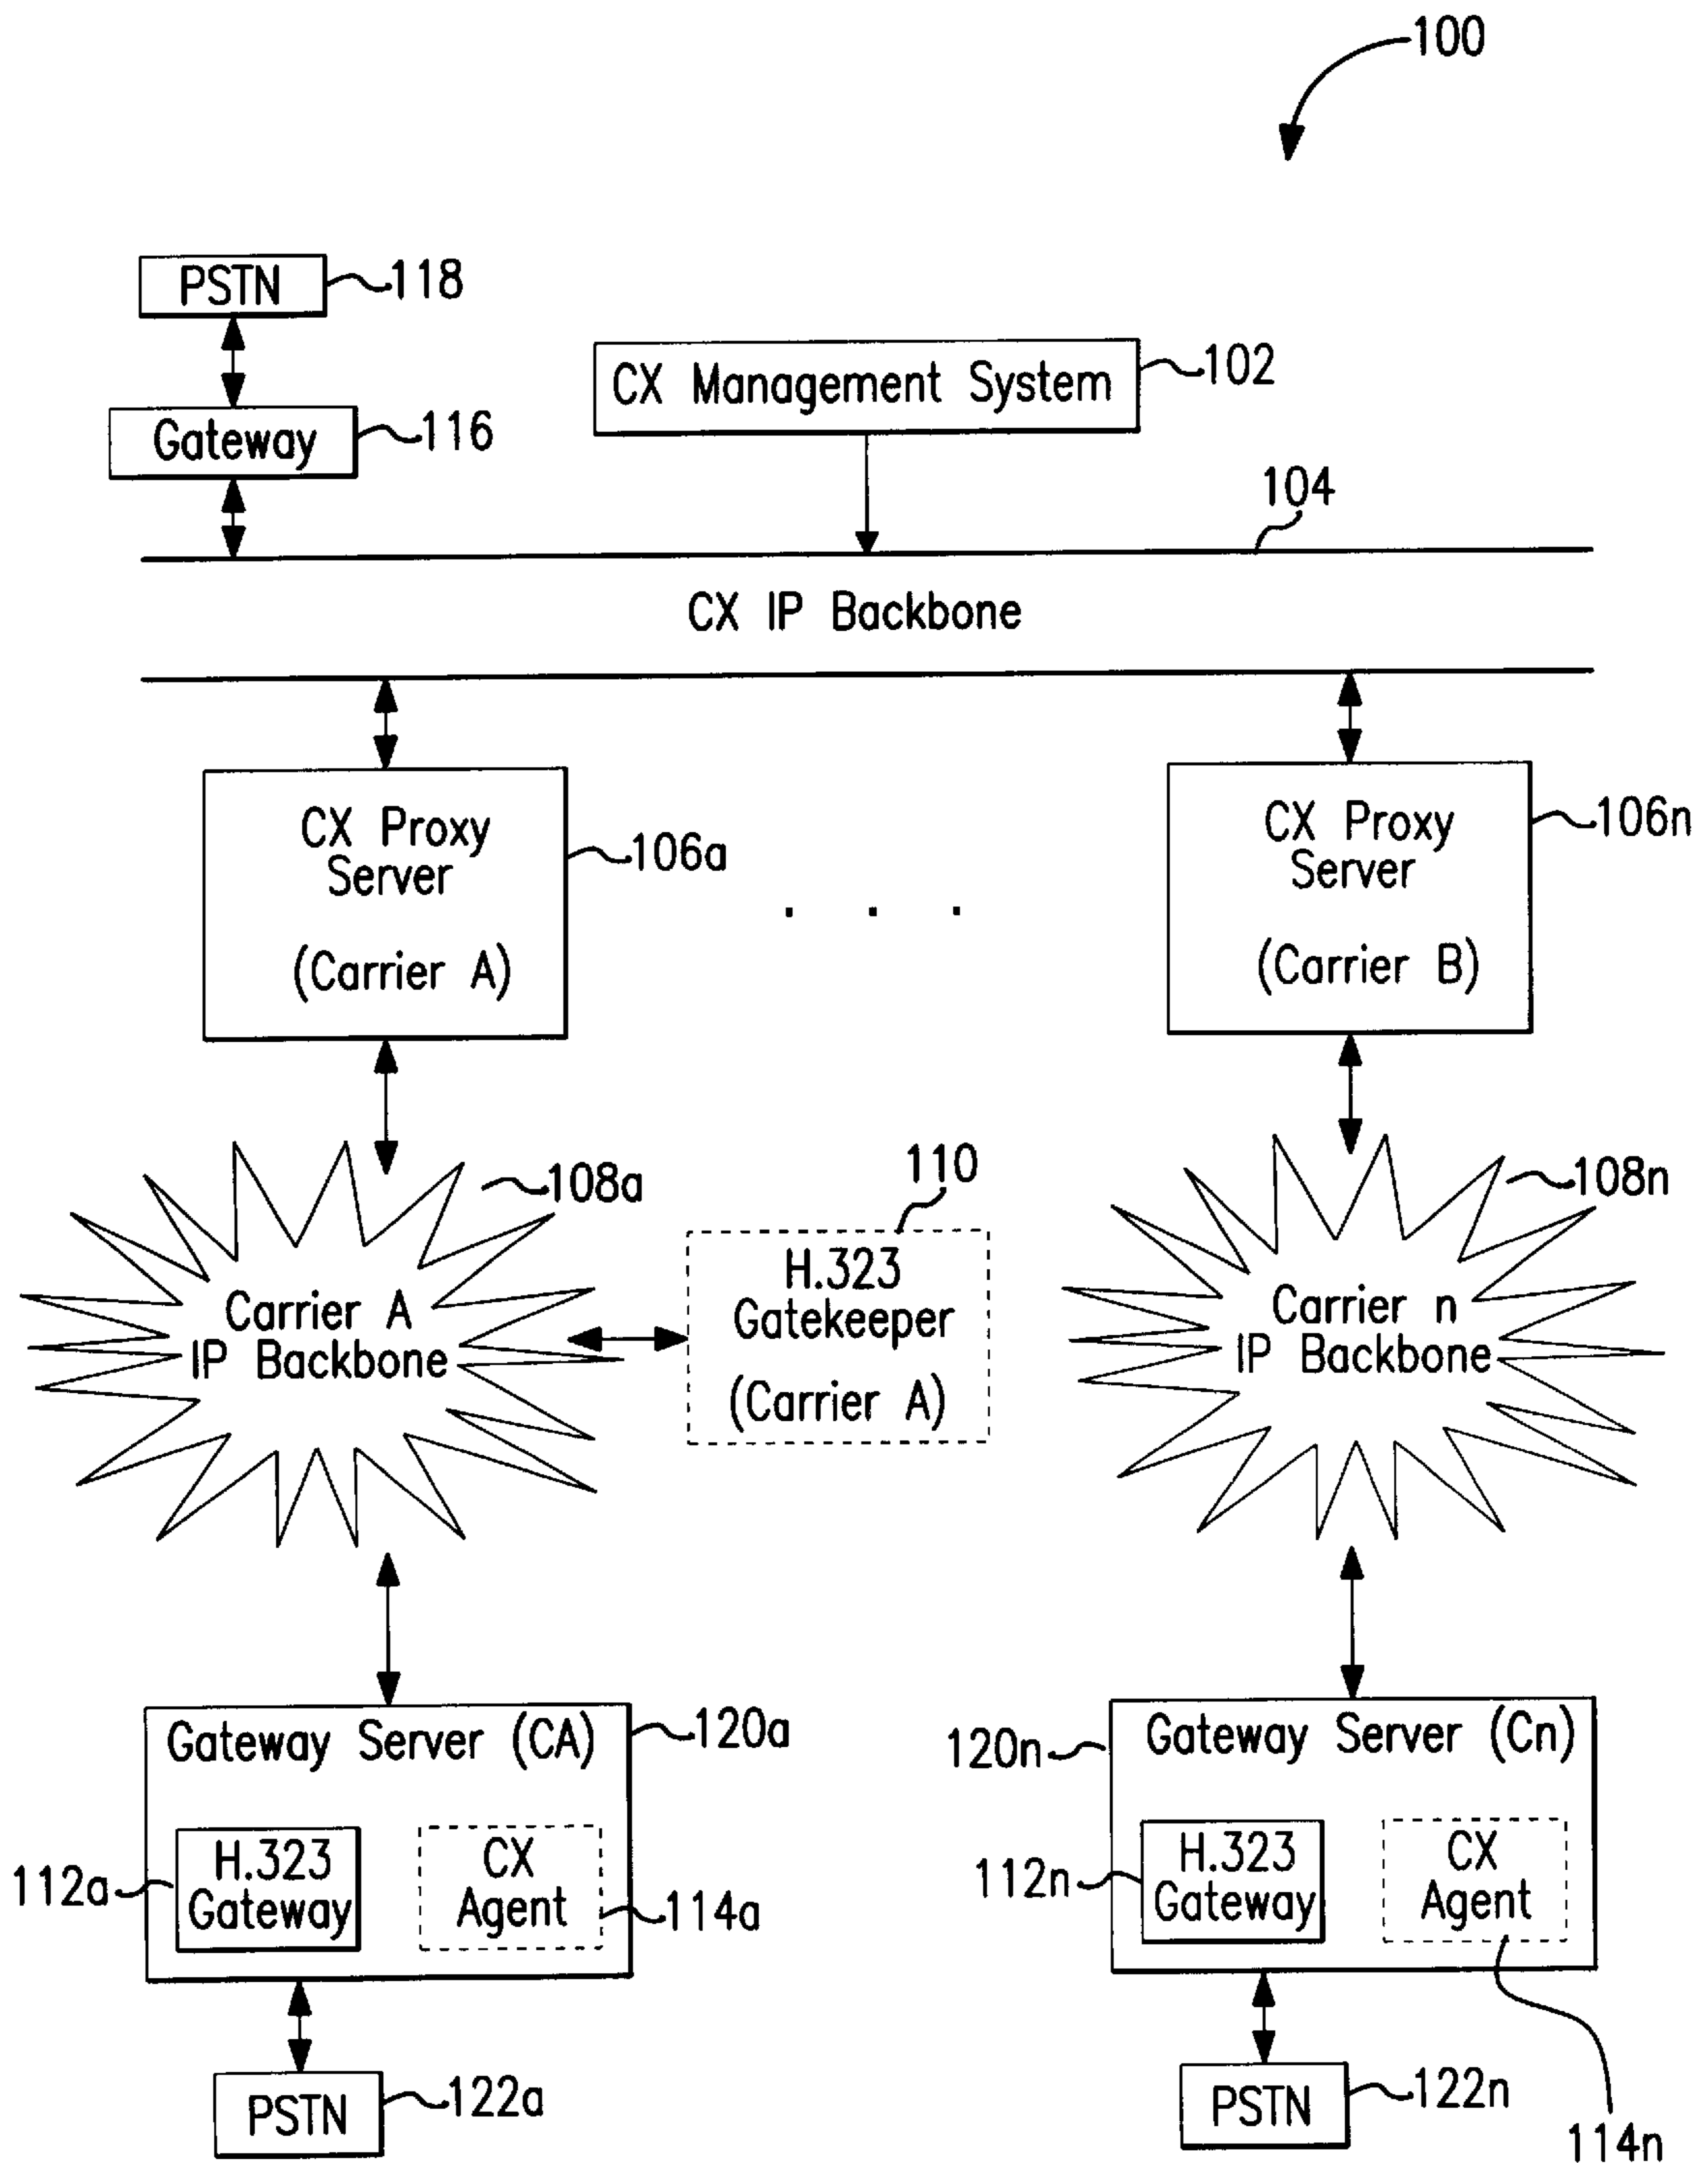 100
PSTN
118
CX Management System
102
Gateway
116
104
CX IP Backbone
CX Proxy
Server
(Carrier A)
106a
. . .
CX Proxy
Server
(Carrier B)
106n
108a
Carrier A
IP Backbone
110
H.323
Gatekeeper
(Carrier A)
108n
Carrier n
IP Backbone
Gateway Server (CA)
120a
H.323
Gateway
112a
CX
Agent
114a
120n
Gateway Server (Cn)
H.323
Gateway
112n
CX
Agent
PSTN
122a
PSTN
122n
114n